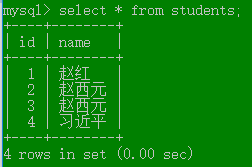 mysql> select * from students;
+----+--------+
| id | name   |
+----+--------+
|  1 | 赵红   |
|  2 | 赵西元 |
|  3 | 赵西元 |
|  4 | 习近平 |
+----+--------+
4 rows in set (0.00 sec)